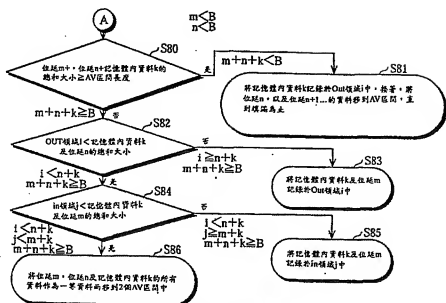 A
m<B
n<B
S80
位延m+,位延n+記憶體內資料k的
總和大小≧AV區間長度
是
m+n+k<B
S81
將記憶體內資料k記錄於Out領域i中,接著,將
位延n,以及位延n+1...的資料移到AV區間,直
到填滿為止
m+n+k≧B
否
S82
OUT領域i<記憶體內資料k
及位延n的總和大小
否
i≧n+k
m+n+k≧B
S83
將記憶體內資料k及位延m
記錄於Out領域i中
i<n+k
m+n+k≧B
是
S84
in領域j<記憶體內資料k
及位延m的總和大小
否
i<n+k
j≧m+k
m+n+k≧B
S85
將記憶體內資料k及位延m
記錄於in領域j中
i<n+k
j<m+k
m+n+k≧B
是
S86
將位延m,位延n及記憶體內資料k的所有
資料作為一筆資料而移到2個AV區間中